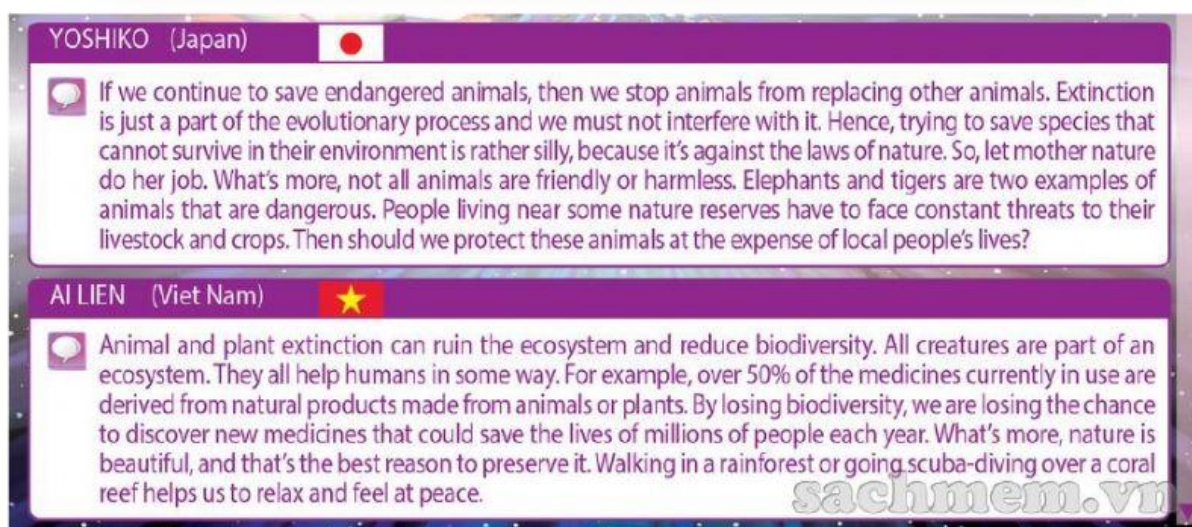 YOSHIKO (Japan)
If we continue to save endangered animals, then we stop animals from replacing other animals. Extinction
is just a part of the evolutionary process and we must not interfere with it. Hence, trying to save species that
cannot survive in their environment is rather silly, because it's against the laws of nature. So, let mother nature
do her job. What's more, not all animals are friendly or harmless. Elephants and tigers are two examples of
animals that are dangerous. People living near some nature reserves have to face constant threats to their
livestock and crops. Then should we protect these animals at the expense of local people's lives?
AI LIEN (Viet Nam)
Animal and plant extinction can ruin the ecosystem and reduce biodiversity. All creatures are part of an
ecosystem. They all help humans in some way. For example, over 50% of the medicines currently in use are
derived from natural products made from animals or plants. By losing biodiversity, we are losing the chance
to discover new medicines that could save the lives of millions of people each year. What's more, nature is
beautiful, and that's the best reason to preserve it. Walking in a rainforest or going scuba-diving over a coral
reef helps us to relax and feel at peace.
sachmem.vn